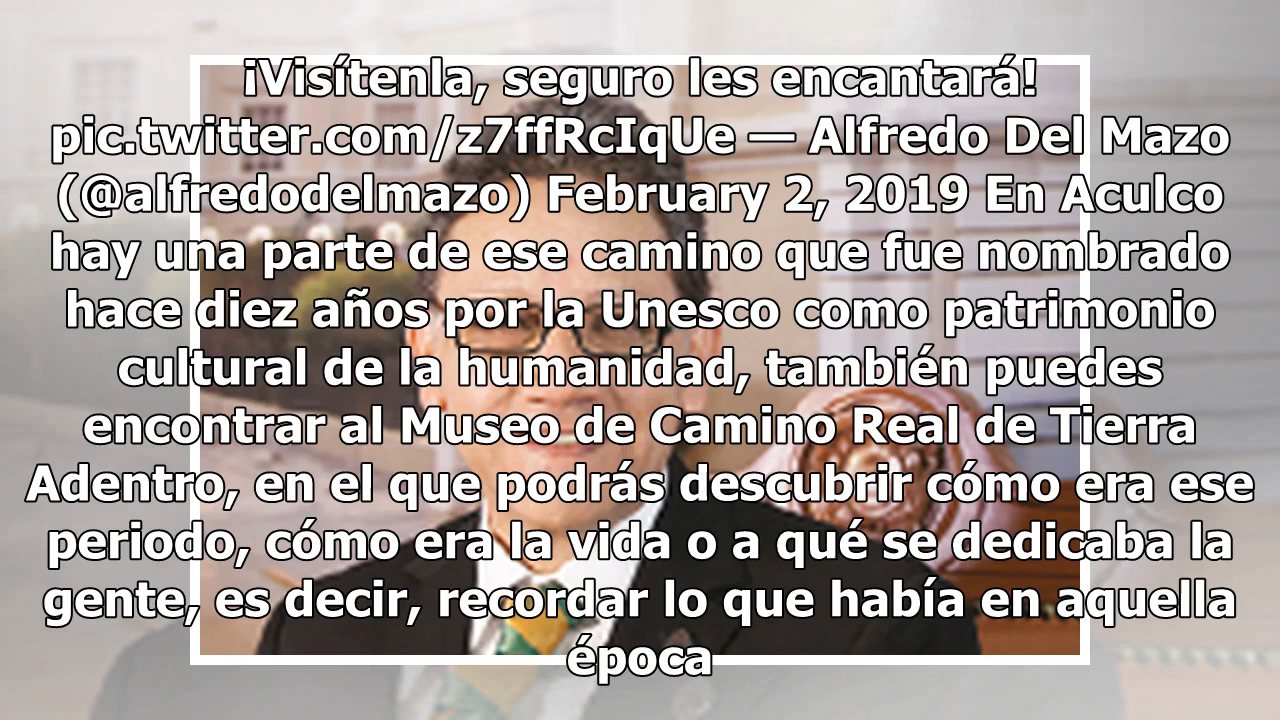 ¡Visítenla, seguro les encantará!
pic.twitter.com/z7ffRcIqUe — Alfredo Del Mazo
(@alfredodelmazo) February 2, 2019 En Aculco
hay una parte de ese camino que fue nombrado
hace diez años por la Unesco como patrimonio
cultural de la humanidad, también puedes
encontrar al Museo de Camino Real de Tierra
Adentro, en el que podrás descubrir cómo era ese
periodo, cómo era la vida o a qué se dedicaba la
gente, es decir, recordar lo que había en aquella
época